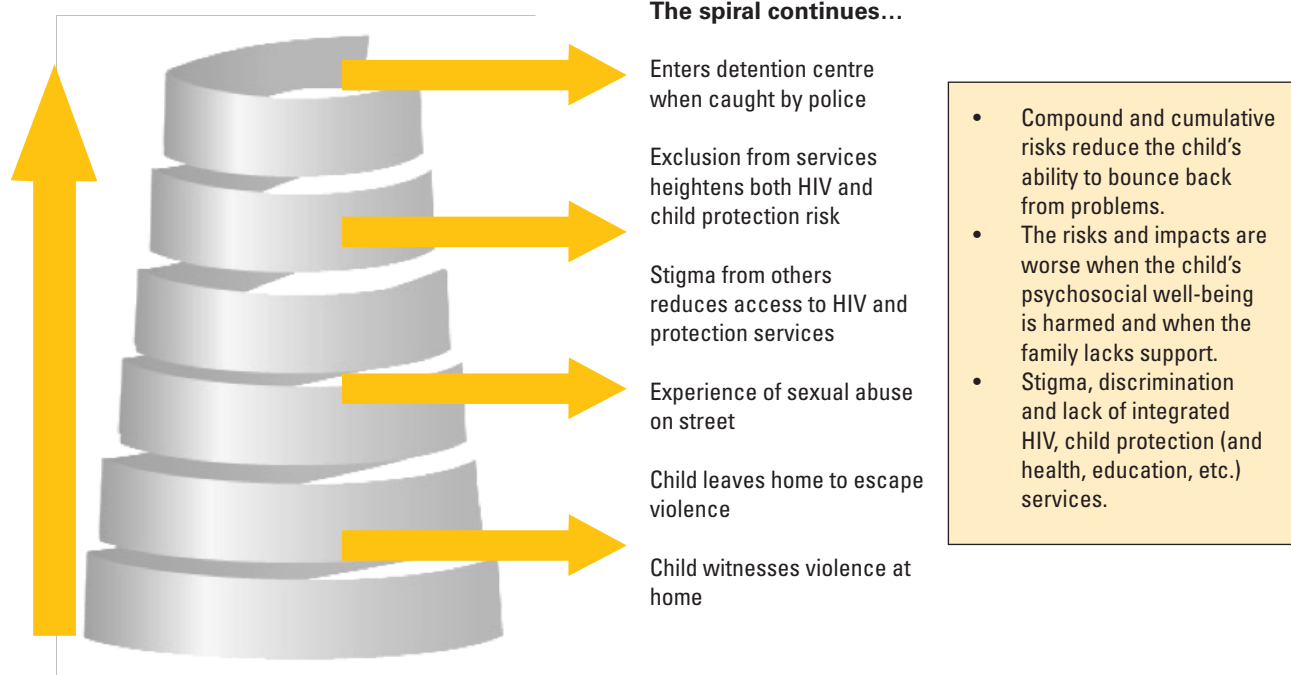 The spiral continues…
Enters detention centre
when caught by police
Exclusion from services
heightens both HIV and
child protection risk
Stigma from others
reduces access to HIV and
protection services
Experience of sexual abuse
on street
Child leaves home to escape
violence
Child witnesses violence at
home
• Compound and cumulative
risks reduce the child's
ability to bounce back
from problems.
• The risks and impacts are
worse when the child's
psychosocial well-being
is harmed and when the
family lacks support.
• Stigma, discrimination
and lack of integrated
HIV, child protection (and
health, education, etc.)
services.